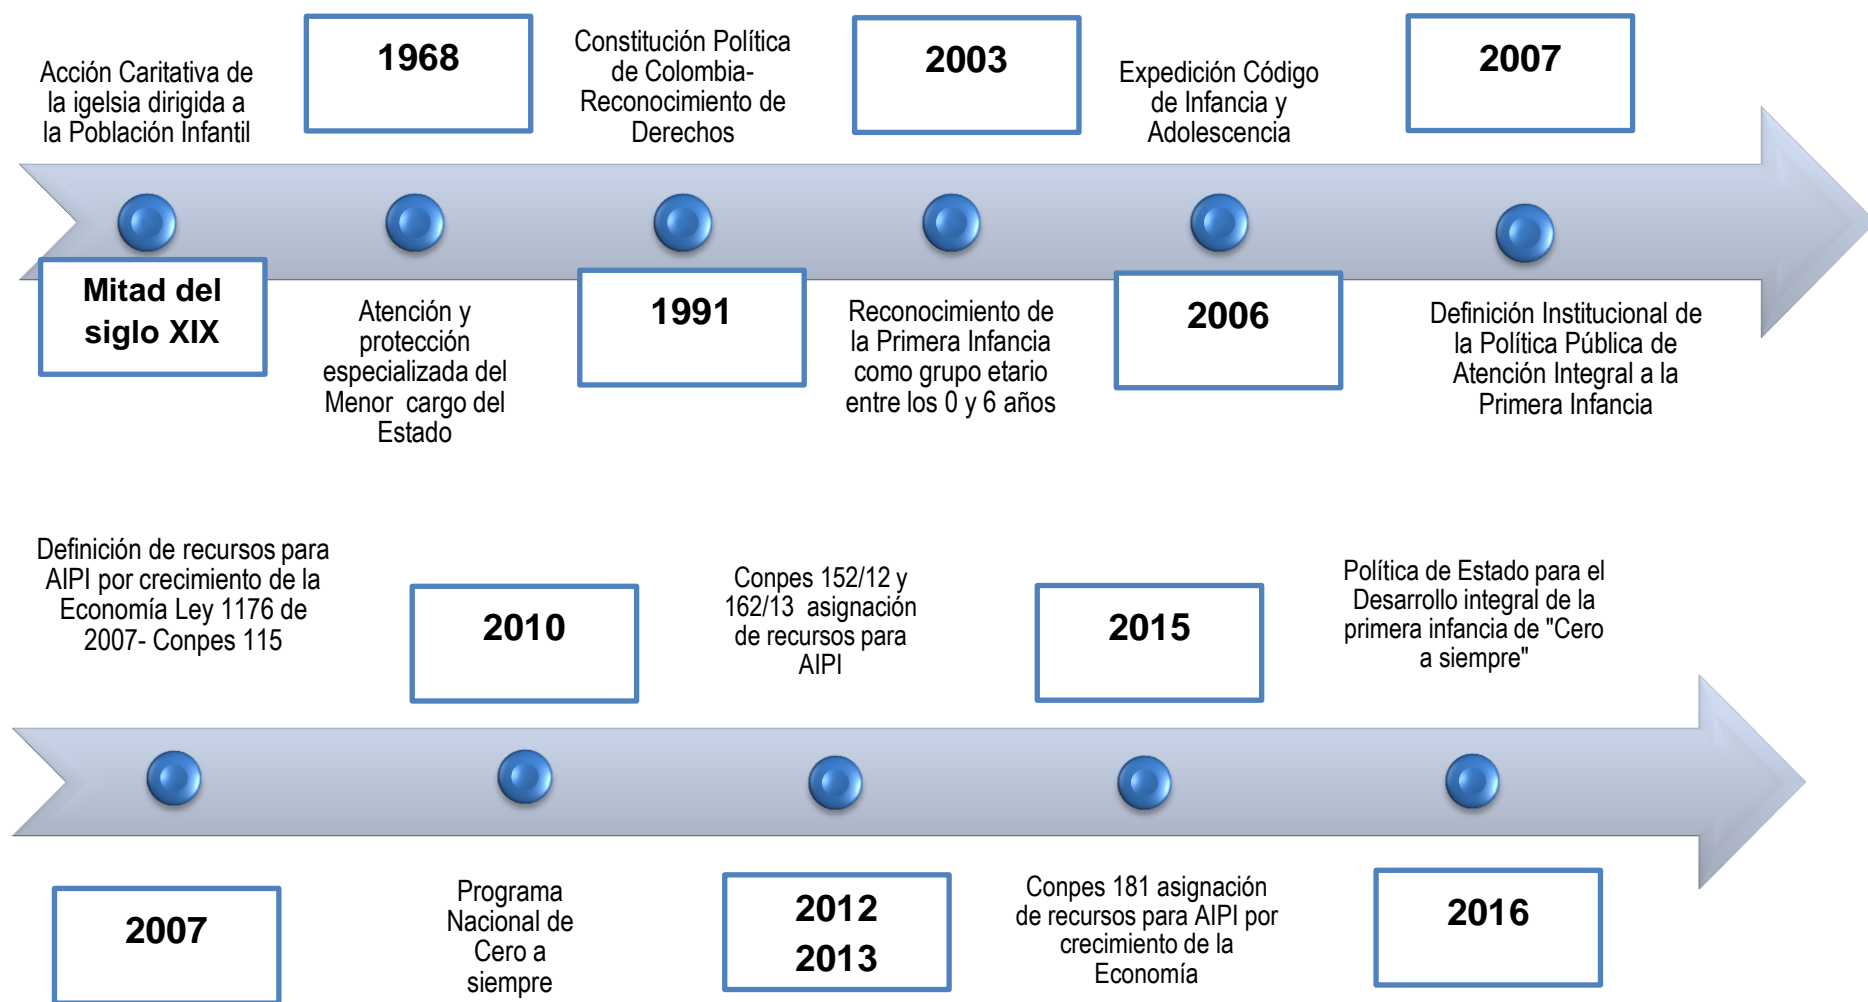 Acción Caritativa de
la igelsia dirigida a
la Población Infantil
Mitad del
siglo XIX
1968
Atención y
protección
especializada del
Menor cargo del
Estado
Constitución Política
de Colombia-
Reconocimiento de
Derechos
1991
2003
Reconocimiento de
la Primera Infancia
como grupo etario
entre los 0 y 6 años
Expedición Código
de Infancia y
Adolescencia
2006
2007
Definición Institucional de
la Política Pública de
Atención Integral a la
Primera Infancia
Definición de recursos para
AIPI por crecimiento de la
Economía Ley 1176 de
2007- Conpes 115
2007
2010
Programa
Nacional de
Cero a
siempre
Conpes 152/12 y
162/13 asignación
de recursos para
AIPI
2012
2013
2015
Conpes 181 asignación
de recursos para AIPI por
crecimiento de la
Economía
Política de Estado para el
Desarrollo integral de la
primera infancia de "Cero
a siempre"
2016